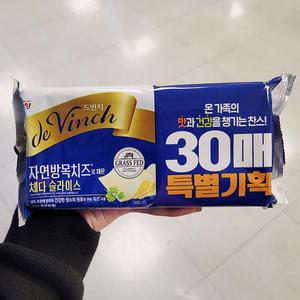 드빈치
de Vinch
자연방목치즈로 채운
체다 슬라이스
GRASS FED
온 가족의
맛과 건강을 챙기는 찬스!
30매
특별기획